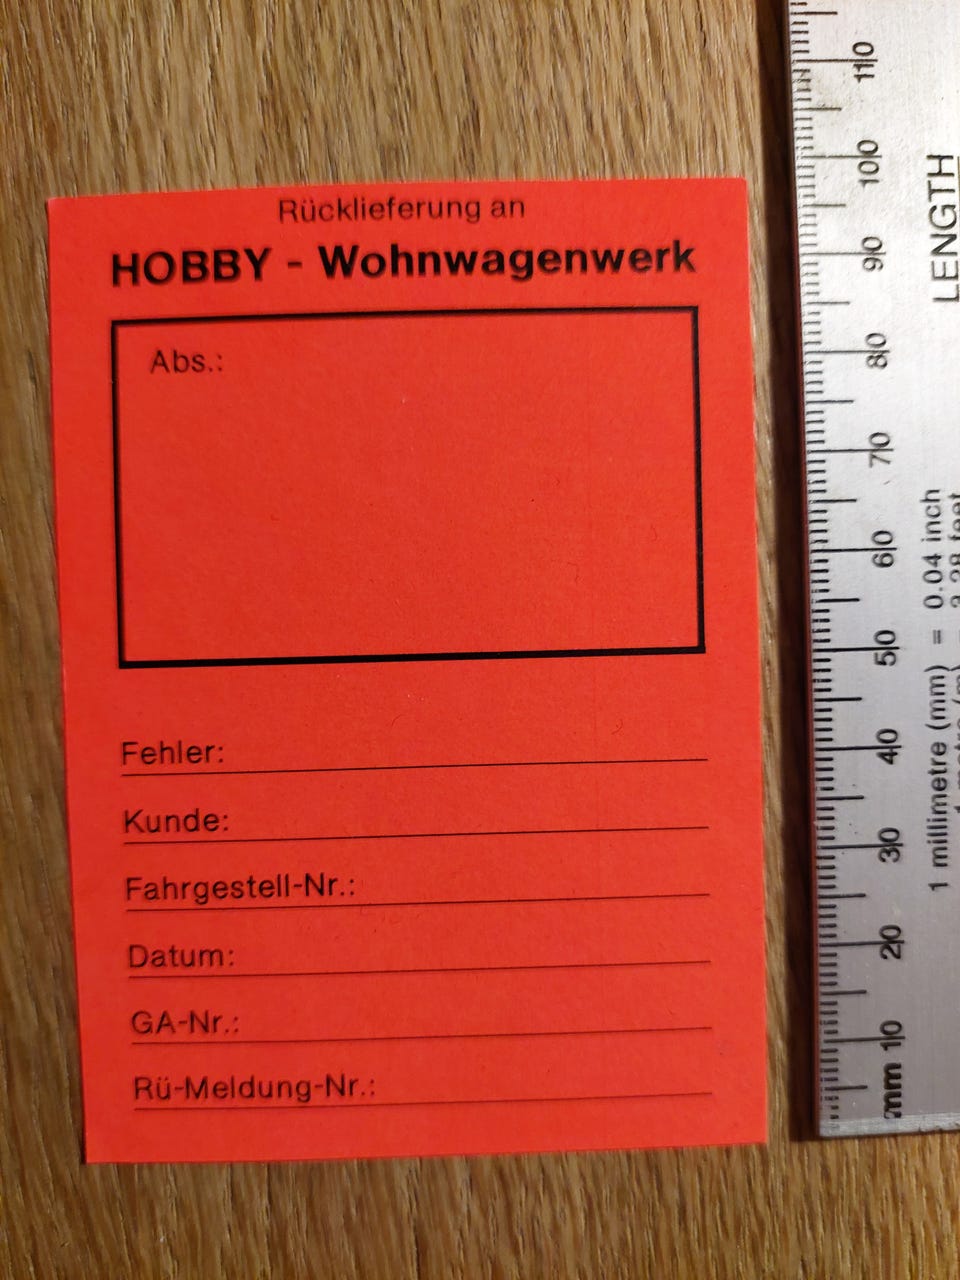 Rücklieferung an
HOBBY - Wohnwagenwerk
Abs.:
Fehler:
Kunde:
Fahrgestell-Nr.:
Datum:
GA-Nr.:
Rü-Meldung-Nr.:
110
100
90
80
70
60
50
40
30
20
10
mm
LENGTH
1 millimetre (mm) = 0.04 inch